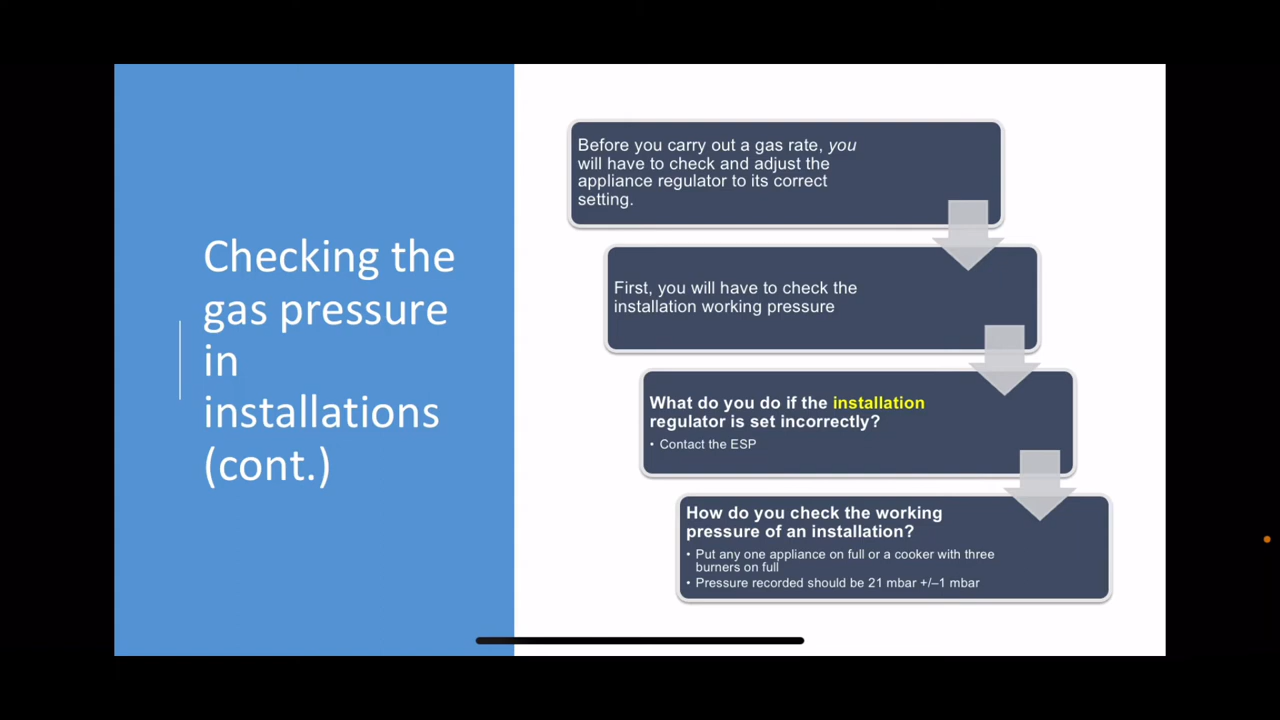 Checking the
gas pressure
in
installations
(cont.)
Before you carry out a gas rate, you
will have to check and adjust the
appliance regulator to its correct
setting.
First, you will have to check the
installation working pressure
What do you do if the installation
regulator is set incorrectly?
• Contact the ESP
How do you check the working
pressure of an installation?
• Put any one appliance on full or a cooker with three
burners on full
• Pressure recorded should be 21 mbar +/–1 mbar